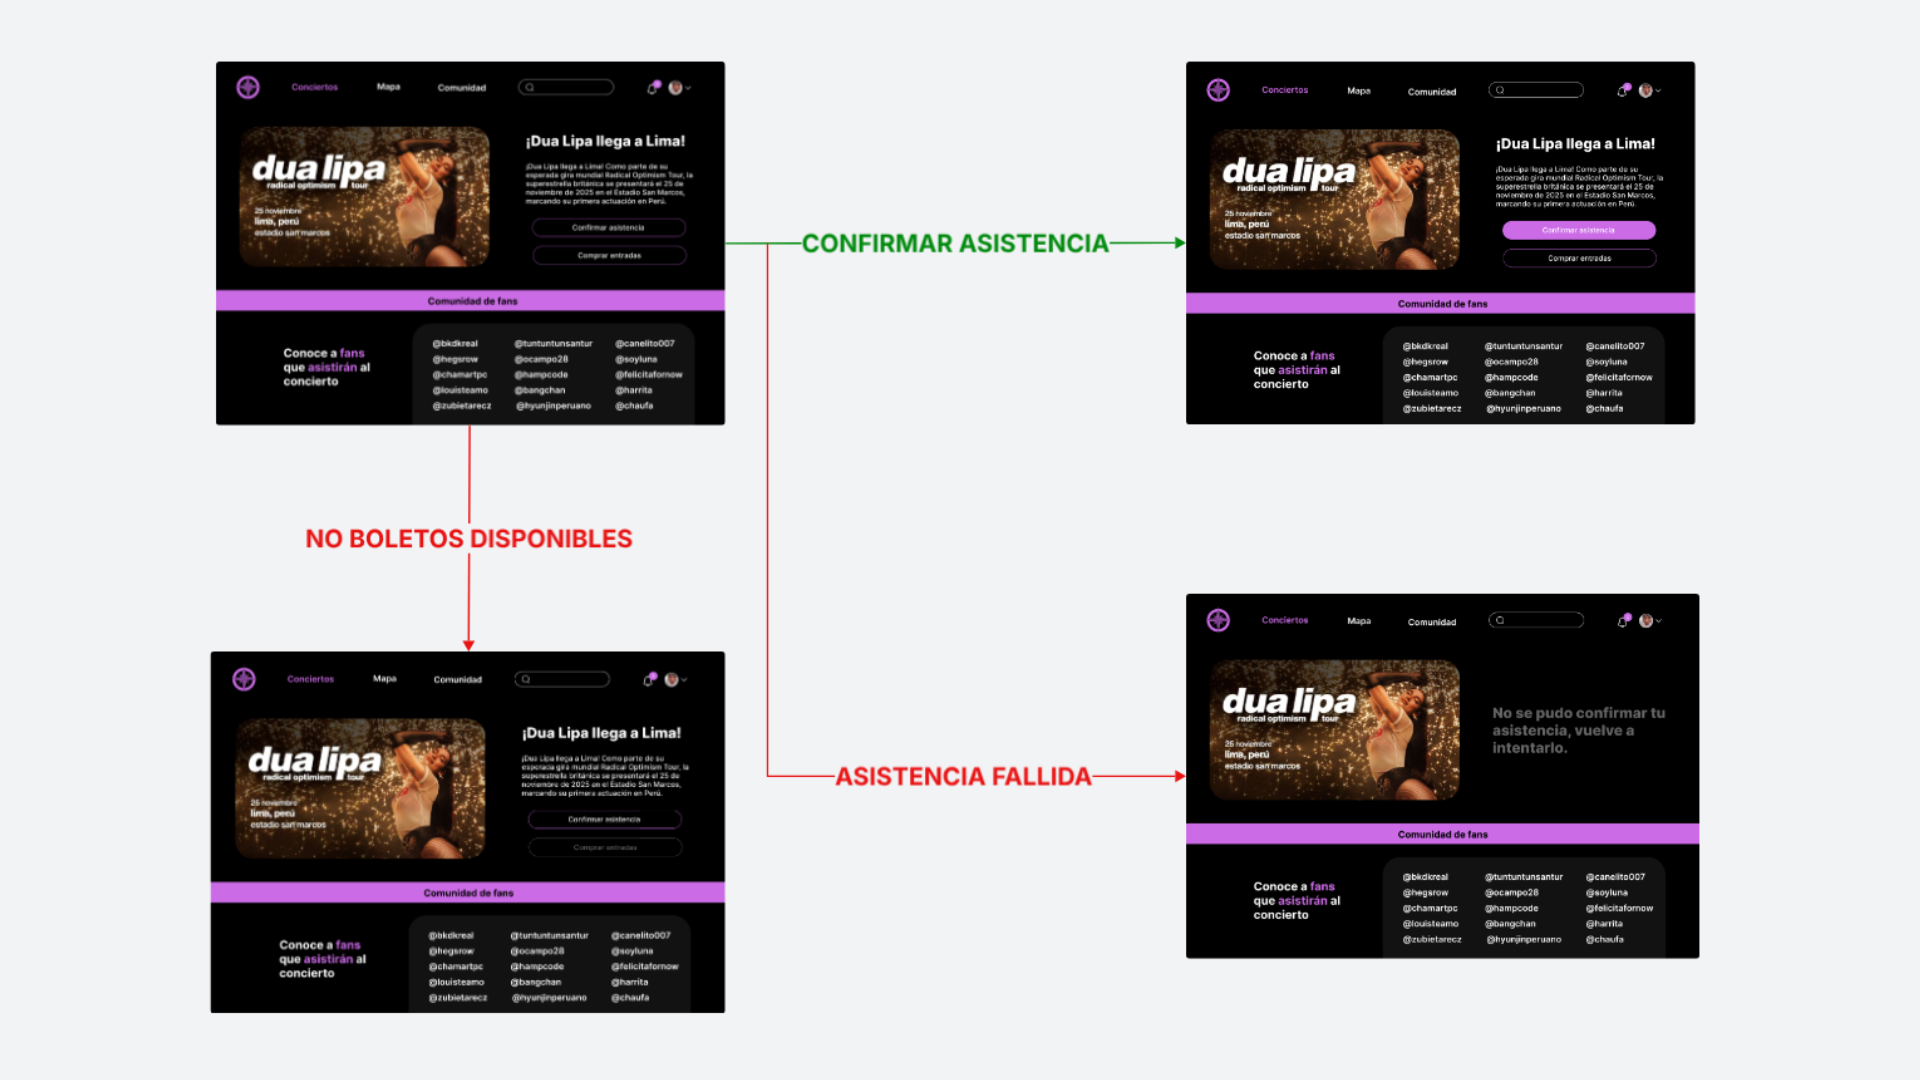 Conciertos
Mapa
Comunidad
dua lipa
radical optimism tour
25 noviembre
lima, perú
estadio san marcos
¡Dua Lipa llega a Lima!
¡Dua Lipa llega a Lima! Como parte de su
esperada gira mundial Radical Optimism Tour, la
superestrella británica se presentará el 25 de
noviembre de 2025 en el Estadio San Marcos,
marcando su primera actuación en Perú.
Confirmar asistencia
Comprar entradas
Comunidad de fans
Conoce a fans
que asistirán al
concierto
@bkdkreal @tuntuntunsantur @canelito007
@hegsrow @ocampo28 @soyluna
@chamartpc @hampcode @felicitafornow
@louisteamo @bangchan @harrita
@zubietarecz @hyunjinperuano @chaufa
CONFIRMAR ASISTENCIA
Conciertos
Mapa
Comunidad
dua lipa
radical optimism tour
25 noviembre
lima, perú
estadio san marcos
¡Dua Lipa llega a Lima!
¡Dua Lipa llega a Lima! Como parte de su
esperada gira mundial Radical Optimism Tour, la
superestrella británica se presentará el 25 de
noviembre de 2025 en el Estadio San Marcos,
marcando su primera actuación en Perú.
Confirmar asistencia
Comprar entradas
Comunidad de fans
Conoce a fans
que asistirán al
concierto
@bkdkreal @tuntuntunsantur @canelito007
@hegsrow @ocampo28 @soyluna
@chamartpc @hampcode @felicitafornow
@louisteamo @bangchan @harrita
@zubietarecz @hyunjinperuano @chaufa
NO BOLETOS DISPONIBLES
Conciertos
Mapa
Comunidad
dua lipa
radical optimism tour
25 noviembre
lima, perú
estadio san marcos
¡Dua Lipa llega a Lima!
¡Dua Lipa llega a Lima! Como parte de su
esperada gira mundial Radical Optimism Tour, la
superestrella británica se presentará el 25 de
noviembre de 2025 en el Estadio San Marcos,
marcando su primera actuación en Perú.
Confirmar asistencia
Comprar entradas
Comunidad de fans
Conoce a fans
que asistirán al
concierto
@bkdkreal @tuntuntunsantur @canelito007
@hegsrow @ocampo28 @soyluna
@chamartpc @hampcode @felicitafornow
@louisteamo @bangchan @harrita
@zubietarecz @hyunjinperuano @chaufa
ASISTENCIA FALLIDA
Conciertos
Mapa
Comunidad
dua lipa
radical optimism tour
25 noviembre
lima, perú
estadio san marcos
No se pudo confirmar tu
asistencia, vuelve a
intentarlo.
Comunidad de fans
Conoce a fans
que asistirán al
concierto
@bkdkreal @tuntuntunsantur @canelito007
@hegsrow @ocampo28 @soyluna
@chamartpc @hampcode @felicitafornow
@louisteamo @bangchan @harrita
@zubietarecz @hyunjinperuano @chaufa